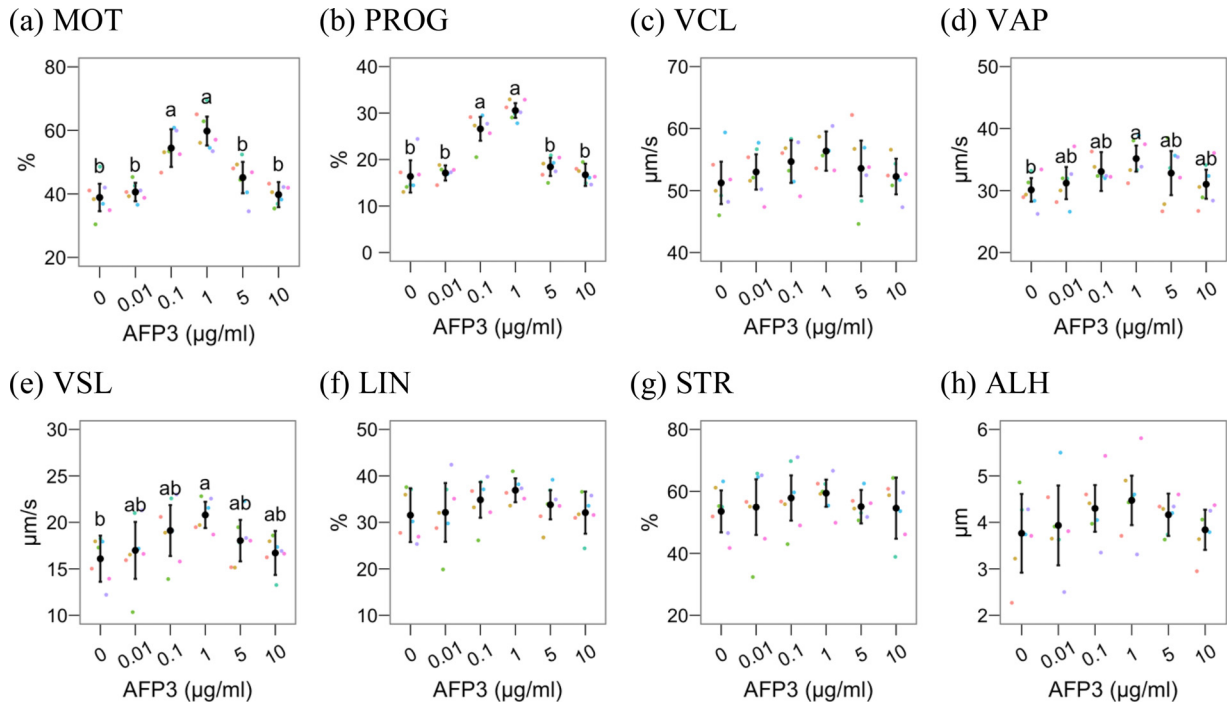 (a) MOT
(b) PROG
(c) VCL
(d) VAP
80
60
40
20
%
b b a a b b
0 0.01 0.1 1 5 10
AFP3 (µg/ml)
40
30
20
10
0
%
b b a a b b
0 0.01 0.1 1 5 10
AFP3 (µg/ml)
70
60
50
40
µm/s
0 0.01 0.1 1 5 10
AFP3 (µg/ml)
50
40
30
20
µm/s
b ab ab a ab ab
0 0.01 0.1 1 5 10
AFP3 (µg/ml)
(e) VSL
(f) LIN
(g) STR
(h) ALH
30
25
20
15
10
µm/s
b ab ab a ab ab
0 0.01 0.1 1 5 10
AFP3 (µg/ml)
50
40
30
20
10
%
0 0.01 0.1 1 5 10
AFP3 (µg/ml)
80
60
40
20
%
0 0.01 0.1 1 5 10
AFP3 (µg/ml)
6
5
4
3
2
µm
0 0.01 0.1 1 5 10
AFP3 (µg/ml)